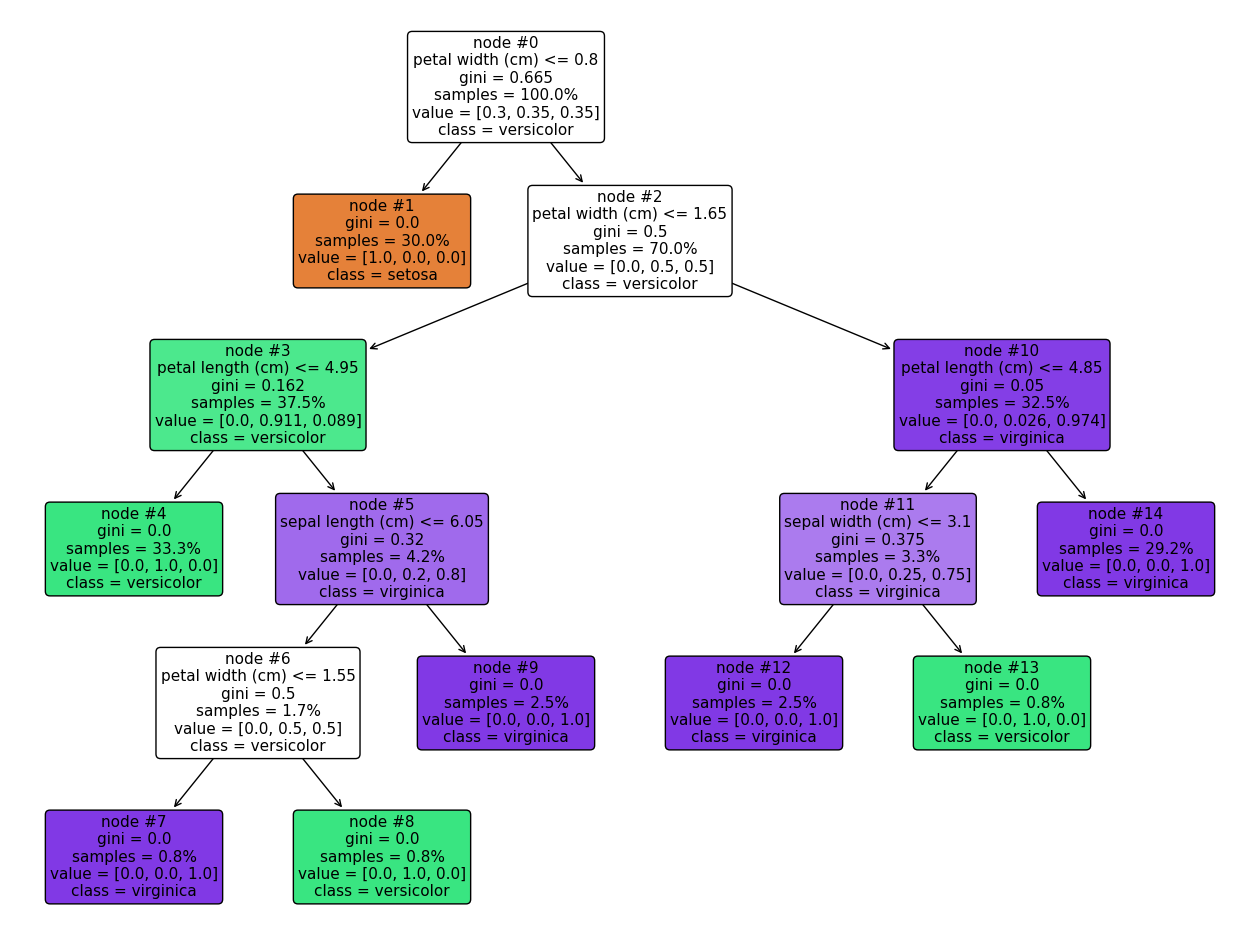 node #0
petal width (cm) <= 0.8
gini = 0.665
samples = 100.0%
value = [0.3, 0.35, 0.35]
class = versicolor
node #1
gini = 0.0
samples = 30.0%
value = [1.0, 0.0, 0.0]
class = setosa
node #2
petal width (cm) <= 1.65
gini = 0.5
samples = 70.0%
value = [0.0, 0.5, 0.5]
class = versicolor
node #3
petal length (cm) <= 4.95
gini = 0.162
samples = 37.5%
value = [0.0, 0.911, 0.089]
class = versicolor
node #10
petal length (cm) <= 4.85
gini = 0.05
samples = 32.5%
value = [0.0, 0.026, 0.974]
class = virginica
node #4
gini = 0.0
samples = 33.3%
value = [0.0, 1.0, 0.0]
class = versicolor
node #5
sepal length (cm) <= 6.05
gini = 0.32
samples = 4.2%
value = [0.0, 0.2, 0.8]
class = virginica
node #11
sepal width (cm) <= 3.1
gini = 0.375
samples = 3.3%
value = [0.0, 0.25, 0.75]
class = virginica
node #14
gini = 0.0
samples = 29.2%
value = [0.0, 0.0, 1.0]
class = virginica
node #6
petal width (cm) <= 1.55
gini = 0.5
samples = 1.7%
value = [0.0, 0.5, 0.5]
class = versicolor
node #9
gini = 0.0
samples = 2.5%
value = [0.0, 0.0, 1.0]
class = virginica
node #12
gini = 0.0
samples = 2.5%
value = [0.0, 0.0, 1.0]
class = virginica
node #13
gini = 0.0
samples = 0.8%
value = [0.0, 1.0, 0.0]
class = versicolor
node #7
gini = 0.0
samples = 0.8%
value = [0.0, 0.0, 1.0]
class = virginica
node #8
gini = 0.0
samples = 0.8%
value = [0.0, 1.0, 0.0]
class = versicolor